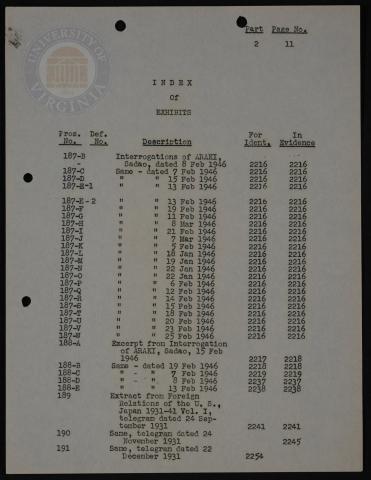 Part Page No.
2 11
UNIVERSITY OF VIRGINIA
I N D E X
Of
EXHIBITS
Pros. Def. For In
No. No. Description Ident. Evidence
187-B Interrogations of ARAKI,
- Sadao, dated 8 Feb 1946 2216 2216
187-C Same - dated 7 Feb 1946 2216 2216
187-D " " 15 Feb 1946 2216 2216
187-E-1 " " 13 Feb 1946 2216 2216
187-E-2 " " 13 Feb 1946 2216 2216
187-F " " 19 Feb 1946 2216 2216
187-G " " 11 Feb 1946 2216 2216
187-H " " 8 Mar 1946 2216 2216
187-I " " 21 Feb 1946 2216 2216
187-J " " 7 Mar 1946 2216 2216
187-K " " 5 Feb 1946 2216 2216
187-L " " 18 Jan 1946 2216 2216
187-M " " 19 Jan 1946 2216 2216
187-N " " 22 Jan 1946 2216 2216
187-O " " 22 Jan 1946 2216 2216
187-P " " 6 Feb 1946 2216 2216
187-Q " " 12 Feb 1946 2216 2216
187-R " " 14 Feb 1946 2216 2216
187-S " " 15 Feb 1946 2216 2216
187-T " " 18 Feb 1946 2216 2216
187-U " " 20 Feb 1946 2216 2216
187-V " " 23 Feb 1946 2216 2216
187-W " " 25 Feb 1946 2216 2216
188-A Excerpt from Interrogation
of ARAKI, Sadao, 15 Feb
1946 2217 2218
188-B Same - dated 19 Feb 1946 2218 2218
188-C " - " 7 Feb 1946 2219 2219
188-D " - " 8 Feb 1946 2237 2237
188-E " " 13 Feb 1946 2238 2238
189 Extract from Foreign
Relations of the U. S.,
Japan 1931-41 Vol. I,
telegram dated 24 Sep-
tember 1931 2241 2241
190 Same, telegram dated 24
November 1931 2245
191 Same, telegram dated 22
December 1931 2254